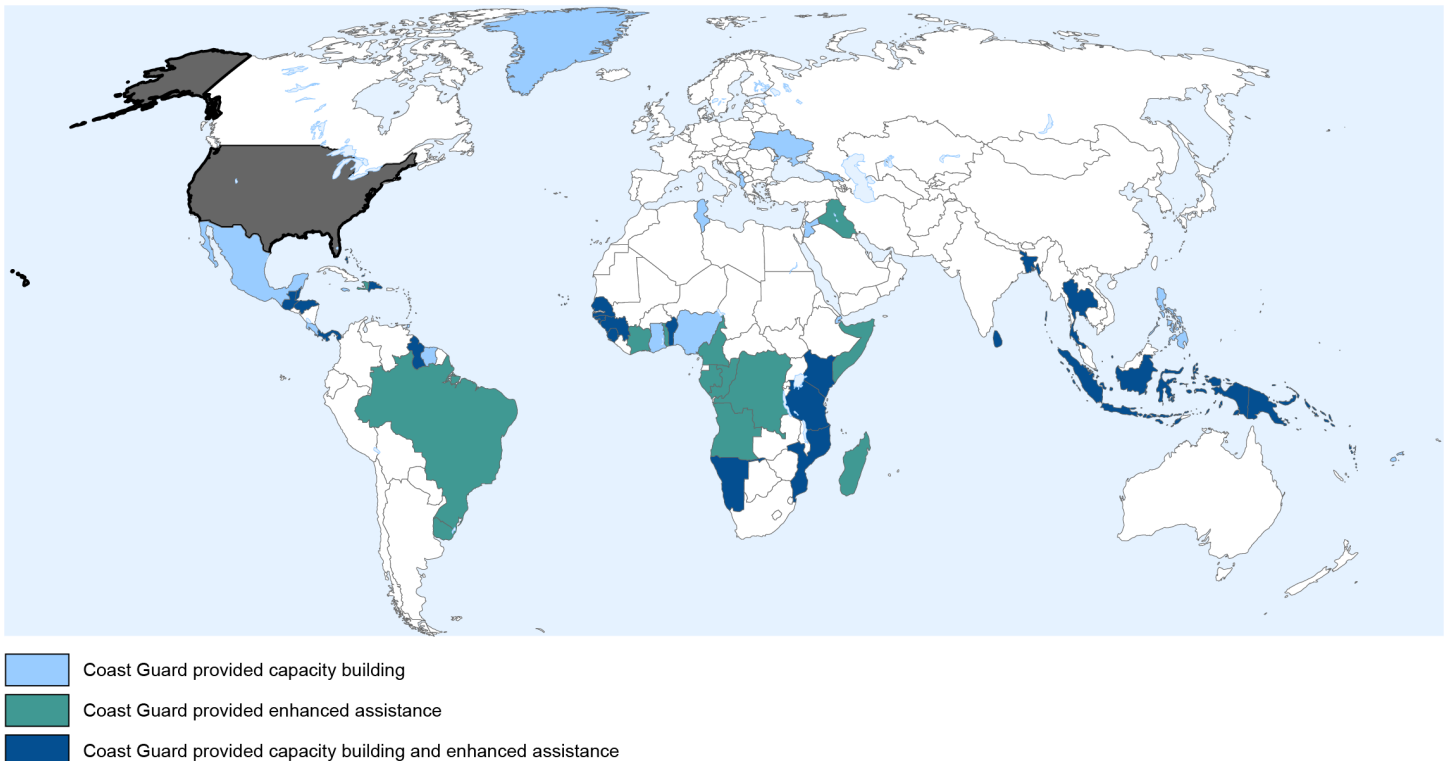 Coast Guard provided capacity building
Coast Guard provided enhanced assistance
Coast Guard provided capacity building and enhanced assistance